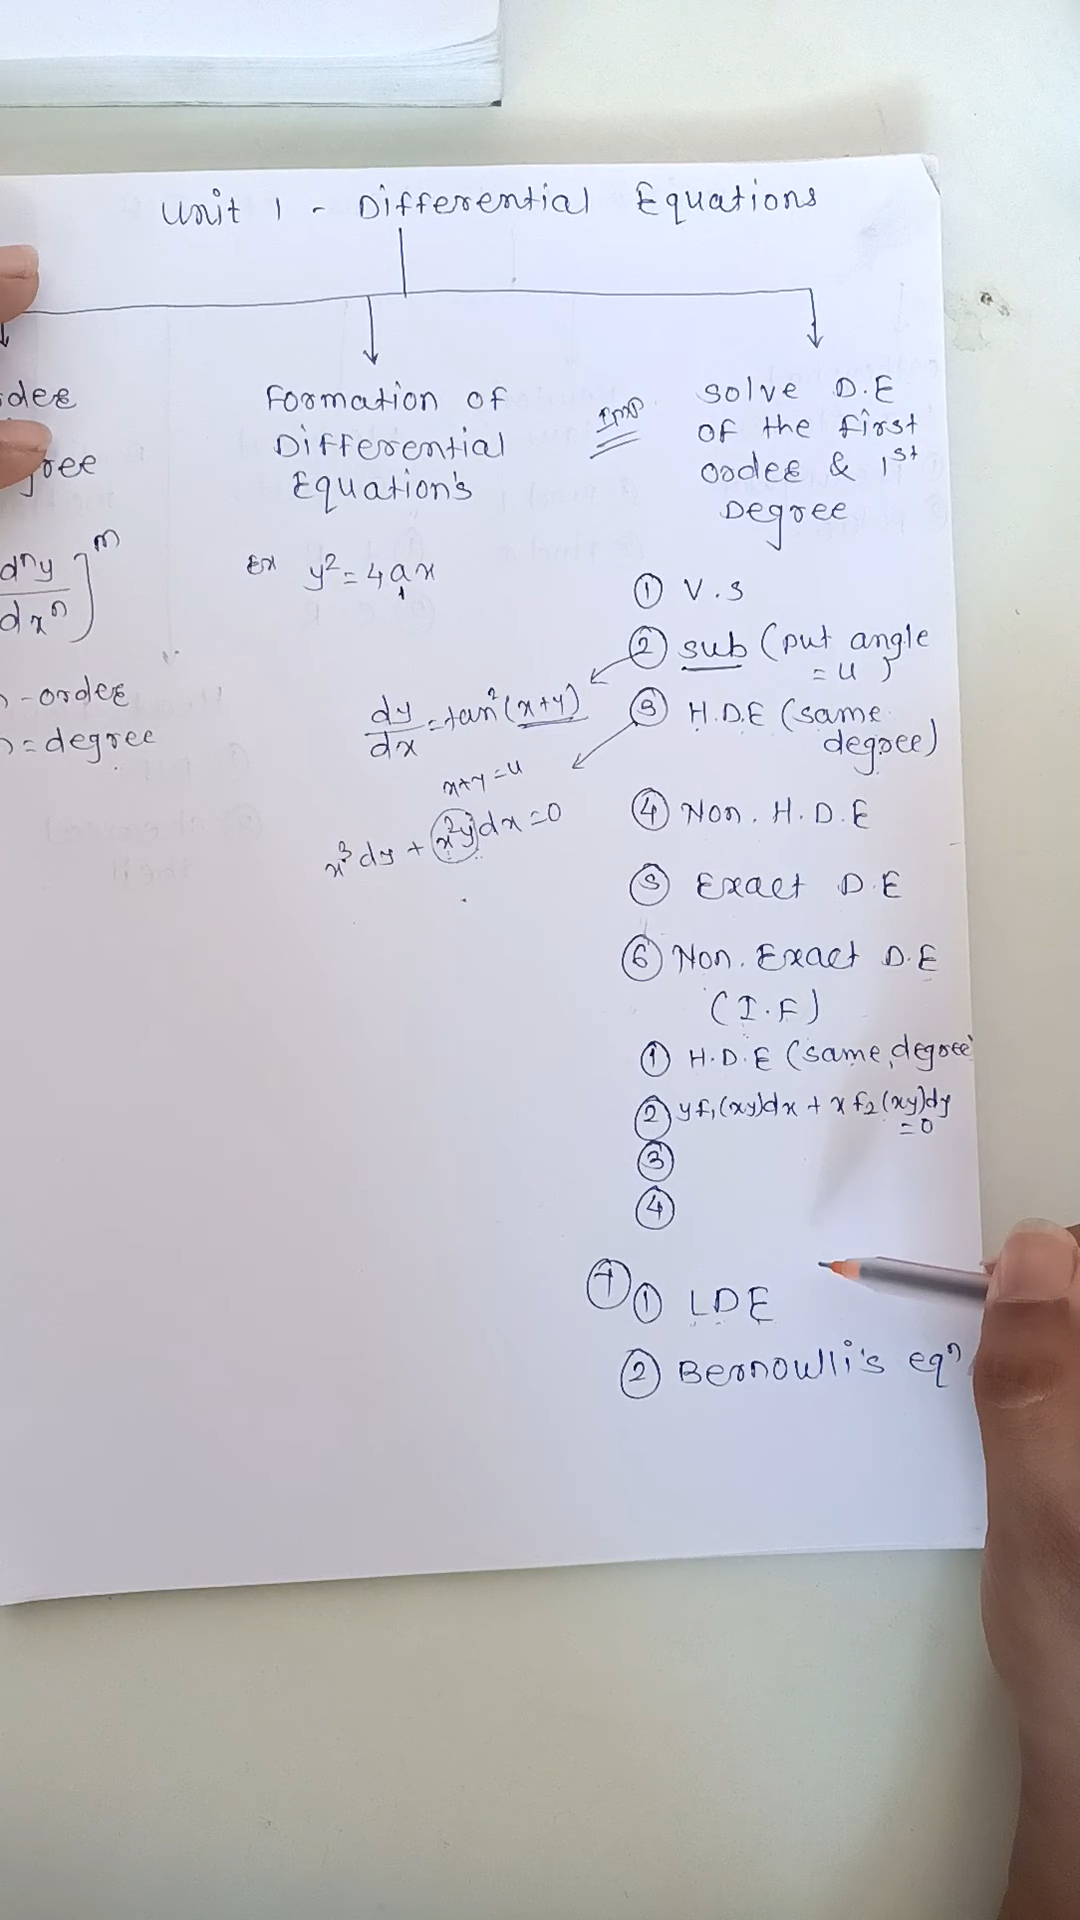 Unit 1 - Differential Equations
Formation of
Differential
Equation's
Ex y² = 4ax
dⁿy
dxⁿ
]ᵐ
-order
= degree
Imp
Solve D.E
of the first
order & 1st
Degree
① V.S
② sub (put angle
= u)
dy/dx = tan²(x+y)
x+y = u
③ H.D.E (same
degree)
x³dy + x²y dx = 0
④ Non. H.D.E
⑤ Exact D.E
⑥ Non. Exact D.E
(I.F)
① H.D.E (same degree
② yf₁(xy)dx + x f₂(xy)dy
= 0
③
④
⑦ ① LDE
② Bernoulli's eqⁿ